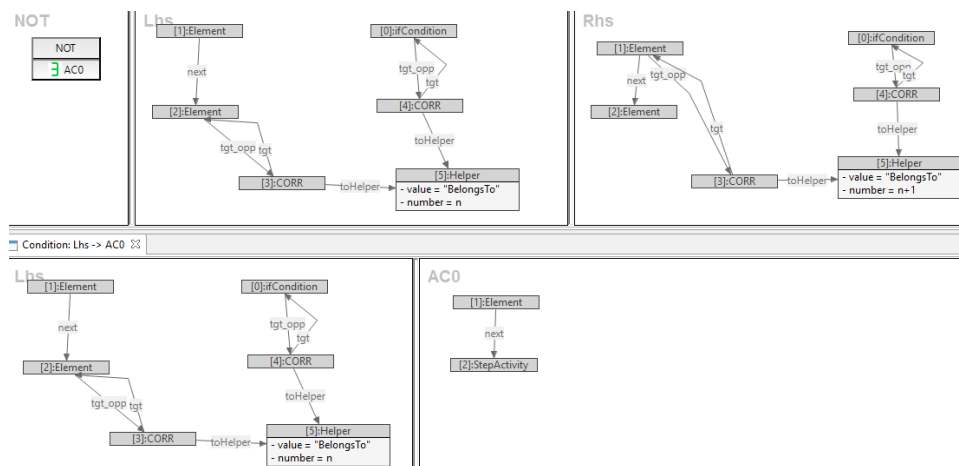 NOT
NOT
∃ AC0
Lhs
[1]:Element
next
[2]:Element
tgt_opp
tgt
[3]:CORR
toHelper
[0]:ifCondition
tgt_opp
tgt
[4]:CORR
toHelper
[5]:Helper
- value = "BelongsTo"
- number = n
Rhs
[1]:Element
next
tgt_opp
[2]:Element
tgt
[3]:CORR
toHelper
[0]:ifCondition
tgt_opp
tgt
[4]:CORR
toHelper
[5]:Helper
- value = "BelongsTo"
- number = n+1
Condition: Lhs -> AC0
Lhs
[1]:Element
next
[2]:Element
tgt_opp
tgt
[3]:CORR
toHelper
[0]:ifCondition
tgt_opp
tgt
[4]:CORR
toHelper
[5]:Helper
- value = "BelongsTo"
- number = n
AC0
[1]:Element
next
[2]:StepActivity